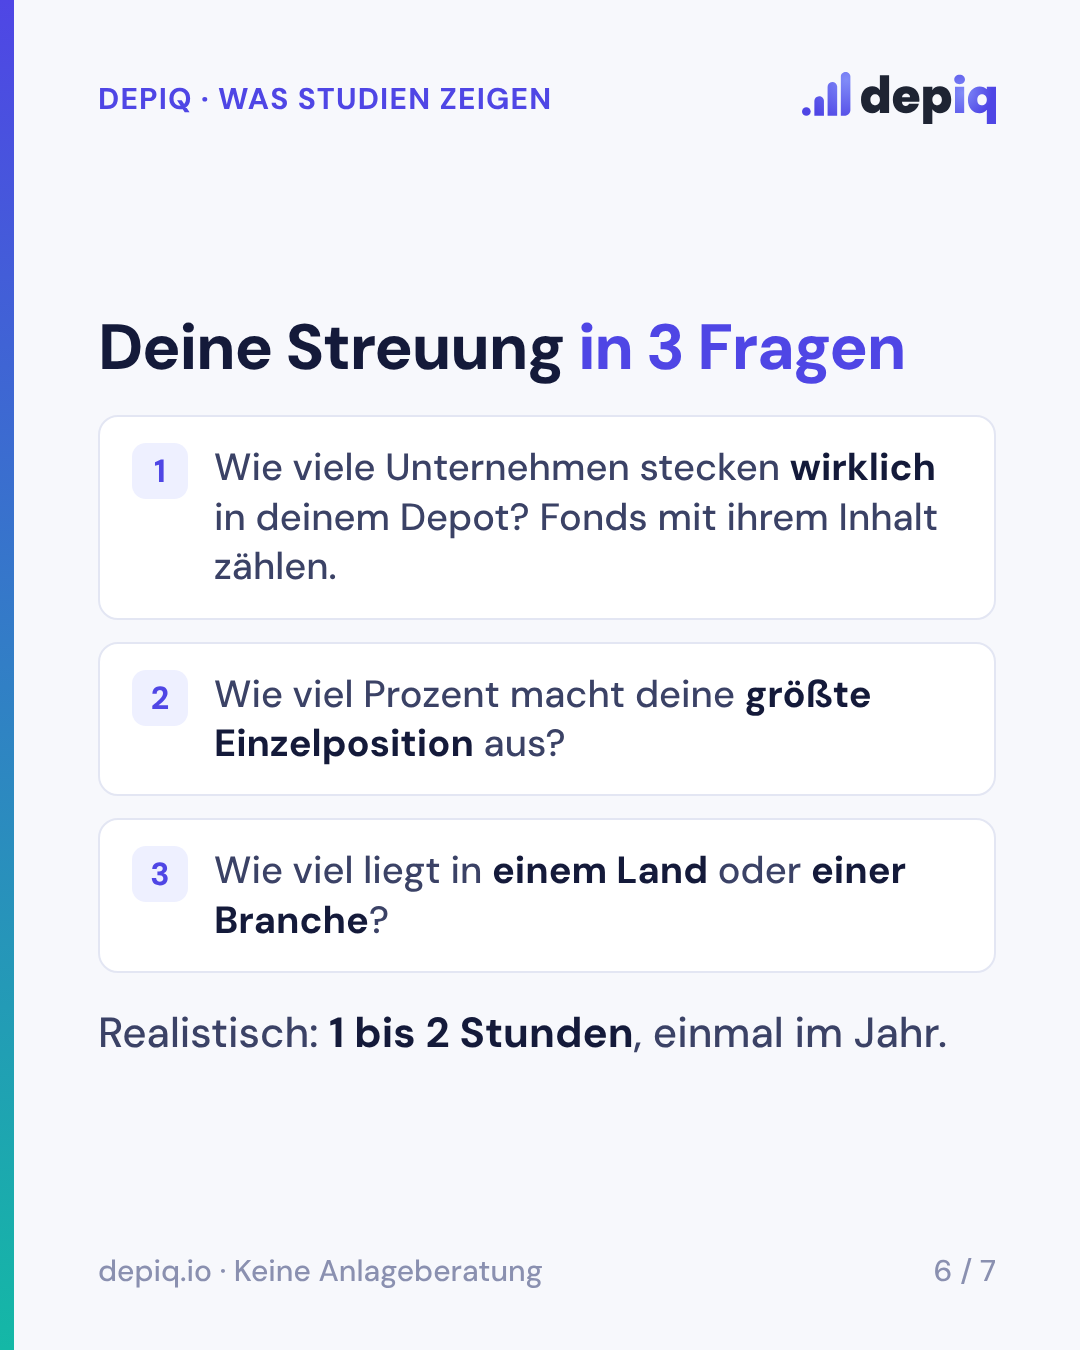 DEPIQ · WAS STUDIEN ZEIGEN
depiq
Deine Streuung in 3 Fragen
1 Wie viele Unternehmen stecken wirklich
in deinem Depot? Fonds mit ihrem Inhalt
zählen.
2 Wie viel Prozent macht deine größte
Einzelposition aus?
3 Wie viel liegt in einem Land oder einer
Branche?
Realistisch: 1 bis 2 Stunden, einmal im Jahr.
depiq.io · Keine Anlageberatung
6 / 7